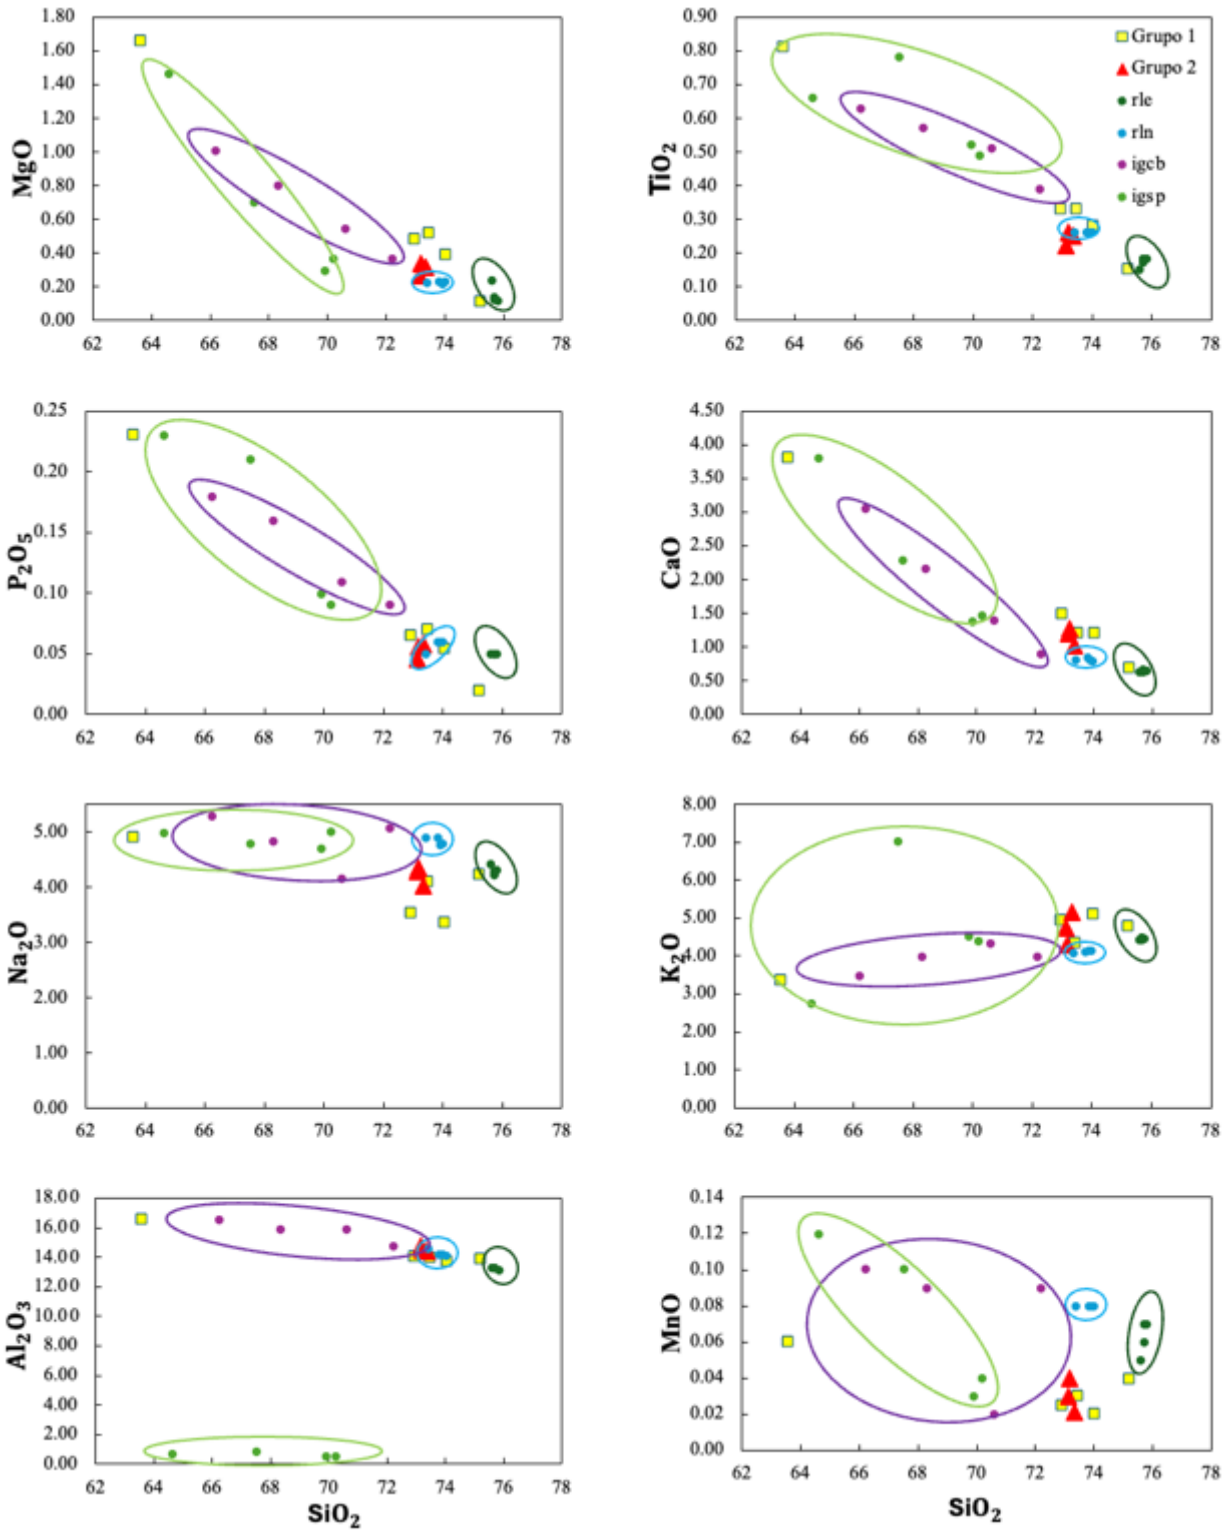 1.80
1.60
1.40
1.20
1.00
0.80
0.60
0.40
0.20
0.00
MgO
62 64 66 68 70 72 74 76 78
0.90
0.80
0.70
0.60
0.50
0.40
0.30
0.20
0.10
0.00
TiO₂
62 64 66 68 70 72 74 76 78
Grupo 1
Grupo 2
rle
rln
igcb
igsp
0.25
0.20
0.15
0.10
0.05
0.00
P₂O₅
62 64 66 68 70 72 74 76 78
4.50
4.00
3.50
3.00
2.50
2.00
1.50
1.00
0.50
0.00
CaO
62 64 66 68 70 72 74 76 78
5.00
4.00
3.00
2.00
1.00
0.00
Na₂O
62 64 66 68 70 72 74 76 78
8.00
7.00
6.00
5.00
4.00
3.00
2.00
1.00
0.00
K₂O
62 64 66 68 70 72 74 76 78
18.00
16.00
14.00
12.00
10.00
8.00
6.00
4.00
2.00
0.00
Al₂O₃
62 64 66 68 70 72 74 76 78
SiO₂
0.14
0.12
0.10
0.08
0.06
0.04
0.02
0.00
MnO
62 64 66 68 70 72 74 76 78
SiO₂